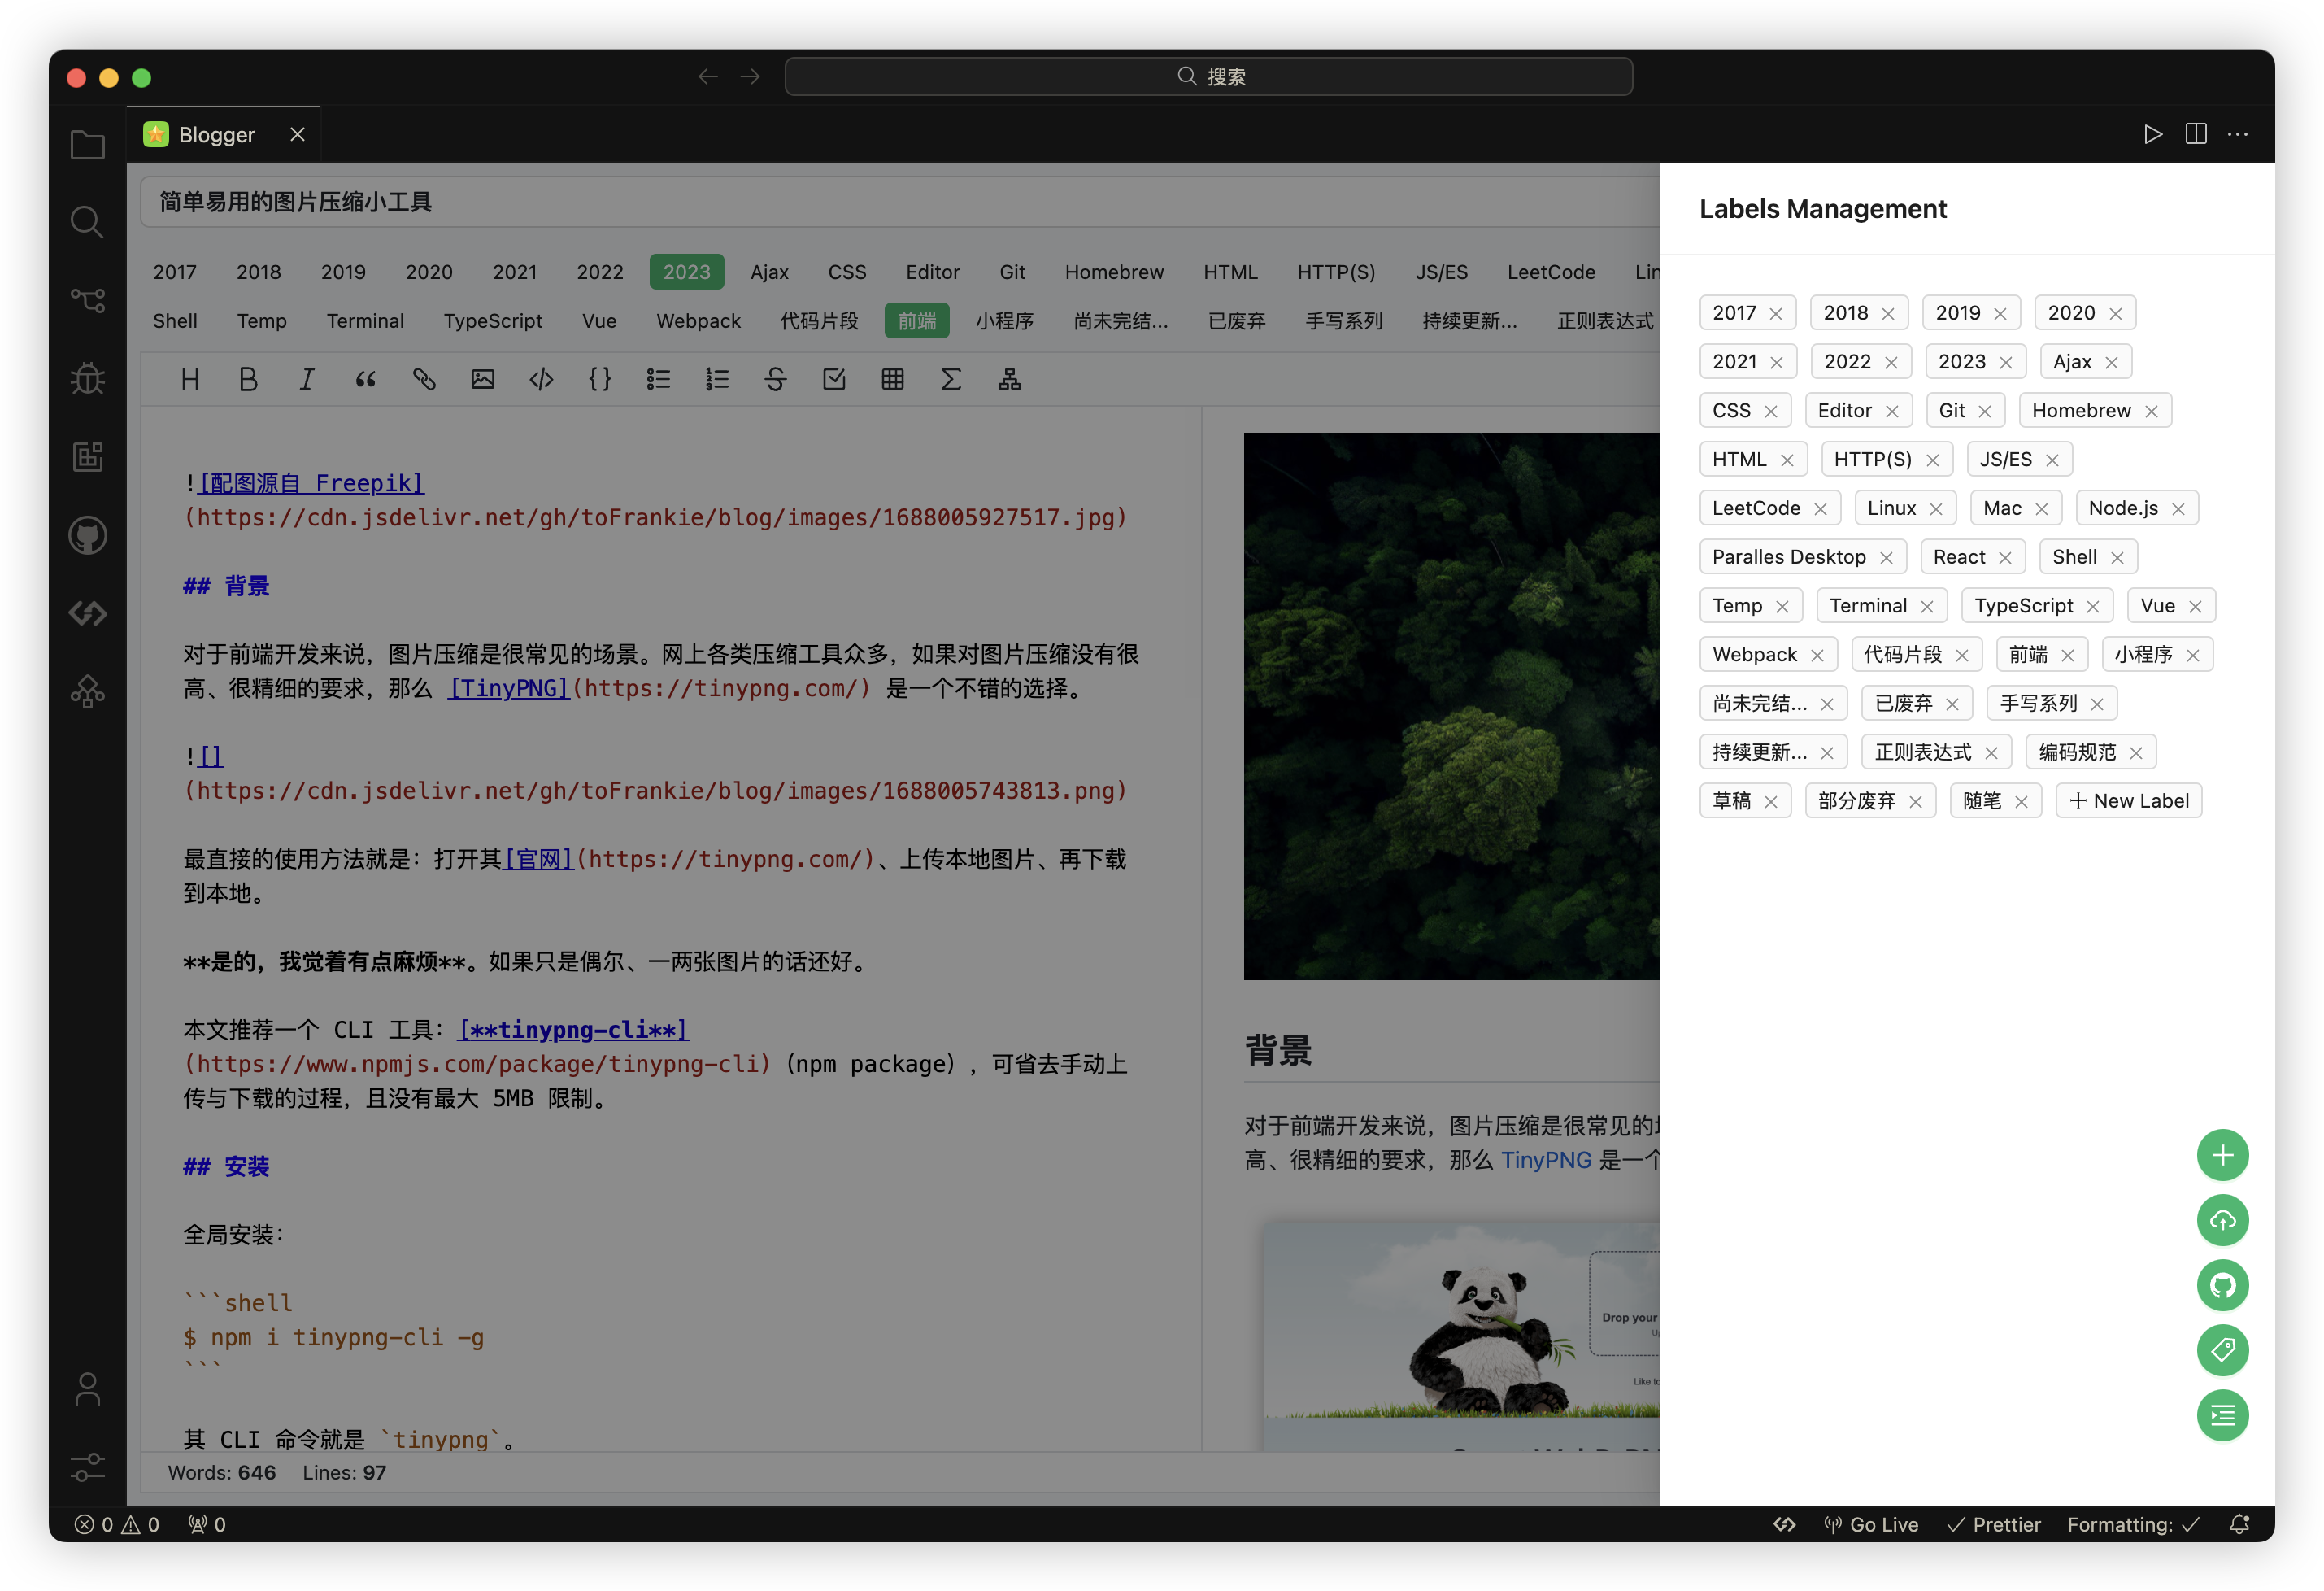 搜索
Blogger
简单易用的图片压缩小工具
2017 2018 2019 2020 2021 2022 2023 Ajax CSS Editor Git Homebrew HTML HTTP(S) JS/ES LeetCode Lin
Shell Temp Terminal TypeScript Vue Webpack 代码片段 前端 小程序 尚未完结... 已废弃 手写系列 持续更新... 正则表达式
![配图源自 Freepik]
(https://cdn.jsdelivr.net/gh/toFrankie/blog/images/1688005927517.jpg)
## 背景
对于前端开发来说，图片压缩是很常见的场景。网上各类压缩工具众多，如果对图片压缩没有很
高、很精细的要求，那么 [TinyPNG](https://tinypng.com/) 是一个不错的选择。
![]
(https://cdn.jsdelivr.net/gh/toFrankie/blog/images/1688005743813.png)
最直接的使用方法就是：打开其[官网](https://tinypng.com/)、上传本地图片、再下载
到本地。
**是的，我觉着有点麻烦**。如果只是偶尔、一两张图片的话还好。
本文推荐一个 CLI 工具：[**tinypng-cli**]
(https://www.npmjs.com/package/tinypng-cli)（npm package），可省去手动上
传与下载的过程，且没有最大 5MB 限制。
## 安装
全局安装：
```shell
$ npm i tinypng-cli -g
```
其 CLI 命令就是 `tinypng`。
Words: 646 Lines: 97
背景
对于前端开发来说，图片压缩是很常见的
高、很精细的要求，那么 TinyPNG 是一个
Drop your
Like to
Labels Management
2017 2018 2019 2020
2021 2022 2023 Ajax
CSS Editor Git Homebrew
HTML HTTP(S) JS/ES
LeetCode Linux Mac Node.js
Paralles Desktop React Shell
Temp Terminal TypeScript Vue
Webpack 代码片段 前端 小程序
尚未完结... 已废弃 手写系列
持续更新... 正则表达式 编码规范
草稿 部分废弃 随笔 + New Label
0 0 0 Go Live Prettier Formatting: